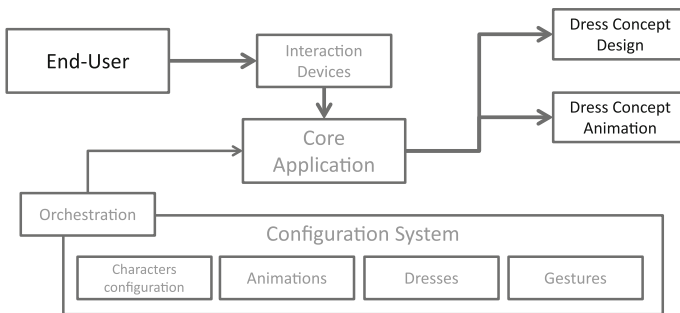 End-User
Interaction
Devices
Dress Concept
Design
Dress Concept
Animation
Core
Application
Orchestration
Configuration System
Characters
configuration
Animations
Dresses
Gestures